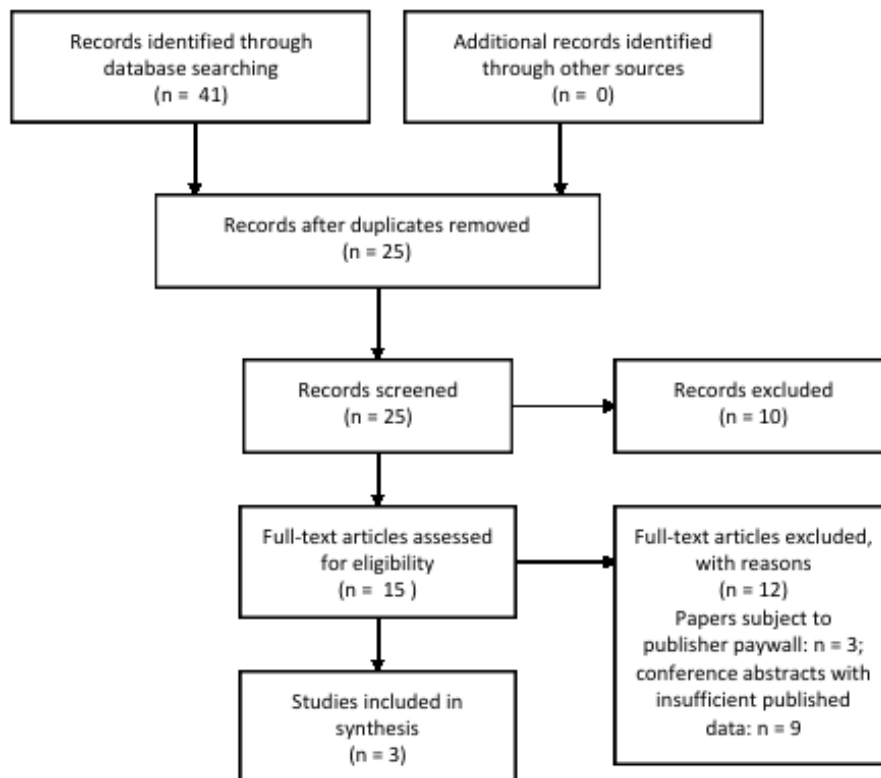 Records identified through
database searching
(n = 41)
Additional records identified
through other sources
(n = 0)
Records after duplicates removed
(n = 25)
Records screened
(n = 25)
Records excluded
(n = 10)
Full-text articles assessed
for eligibility
(n = 15 )
Full-text articles excluded,
with reasons
(n = 12)
Papers subject to
publisher paywall: n = 3;
conference abstracts with
insufficient published
data: n = 9
Studies included in
synthesis
(n = 3)